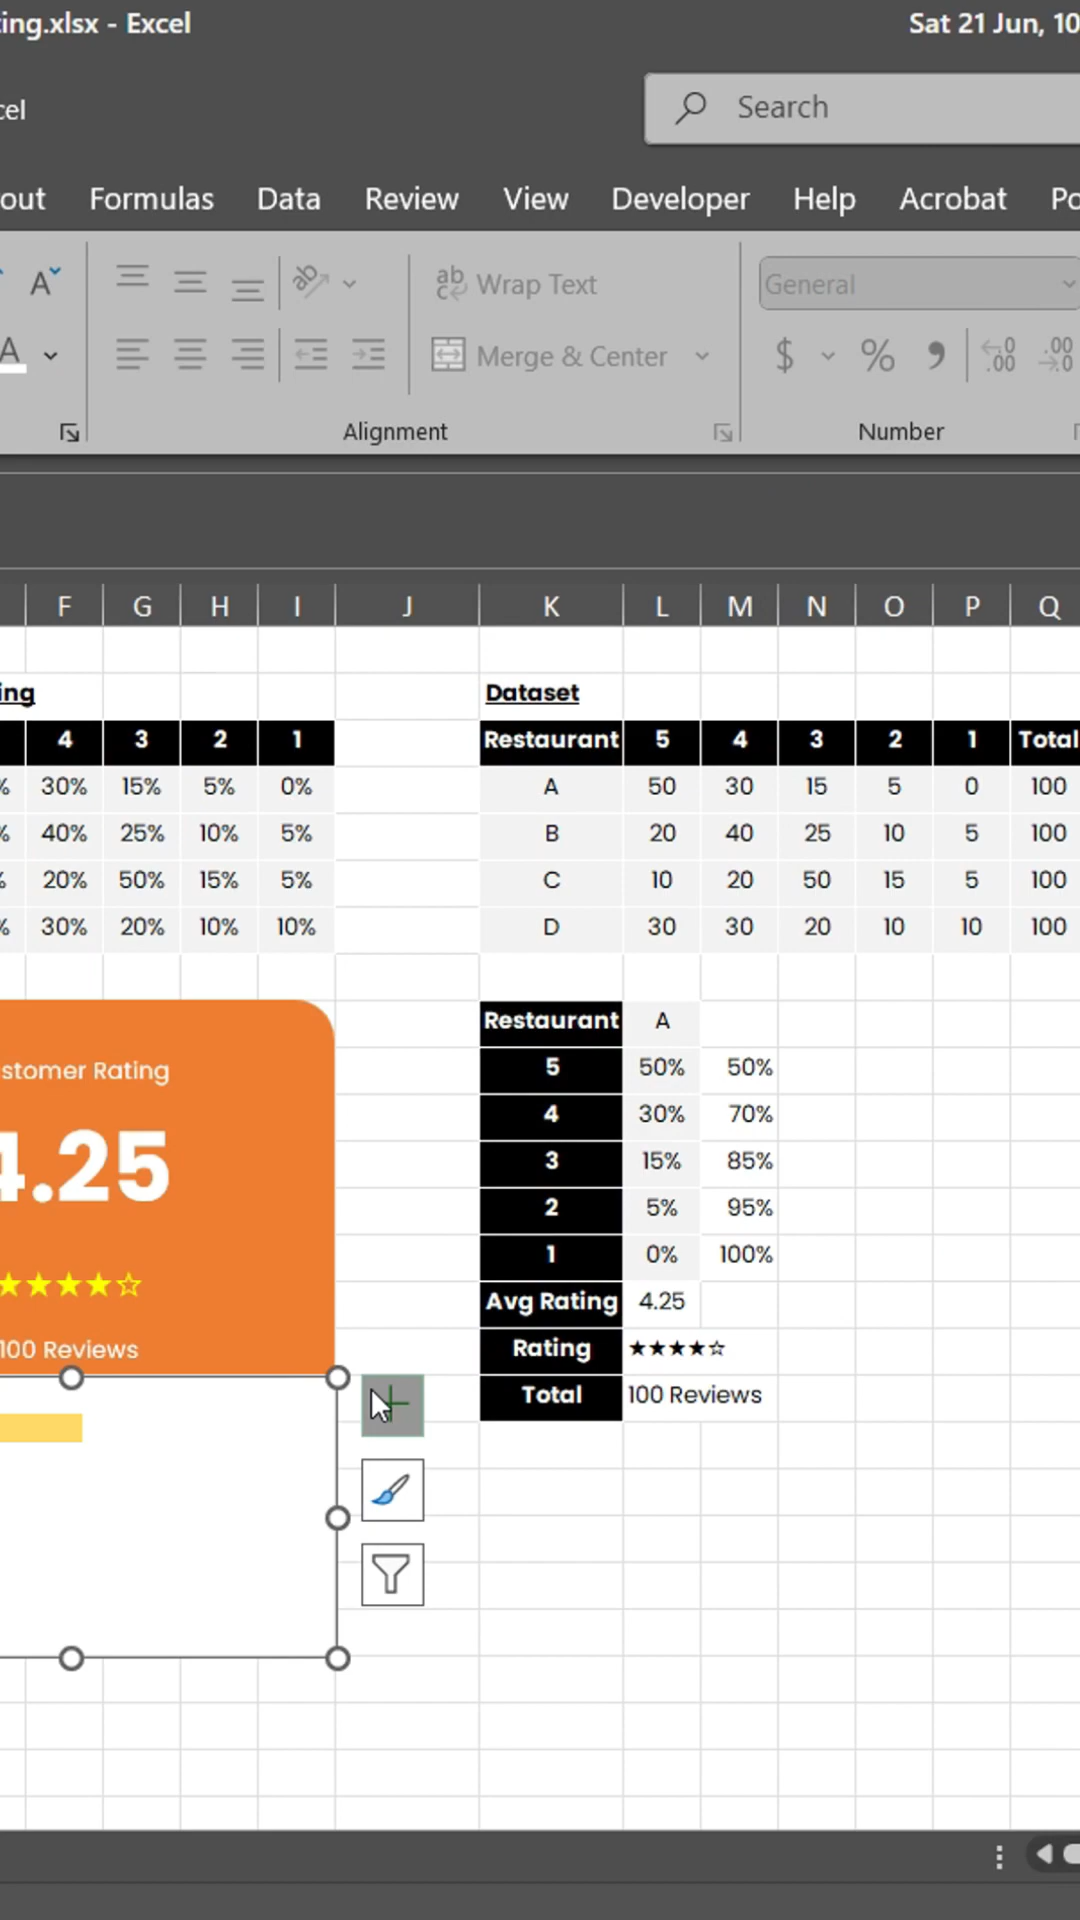 ing.xlsx - Excel Sat 21 Jun, 10
cel Search
out Formulas Data Review View Developer Help Acrobat Po
A ab Wrap Text General
A Merge & Center $ % , .00 .00
Alignment Number
F G H I J K L M N O P Q
ing Dataset
4 3 2 1 Restaurant 5 4 3 2 1 Total
% 30% 15% 5% 0% A 50 30 15 5 0 100
% 40% 25% 10% 5% B 20 40 25 10 5 100
% 20% 50% 15% 5% C 10 20 50 15 5 100
% 30% 20% 10% 10% D 30 30 20 10 10 100
Restaurant A
stomer Rating 5 50% 50%
4.25 4 30% 70%
3 15% 85%
2 5% 95%
1 0% 100%
★★★★☆ Avg Rating 4.25
100 Reviews Rating ★★★★☆
Total 100 Reviews